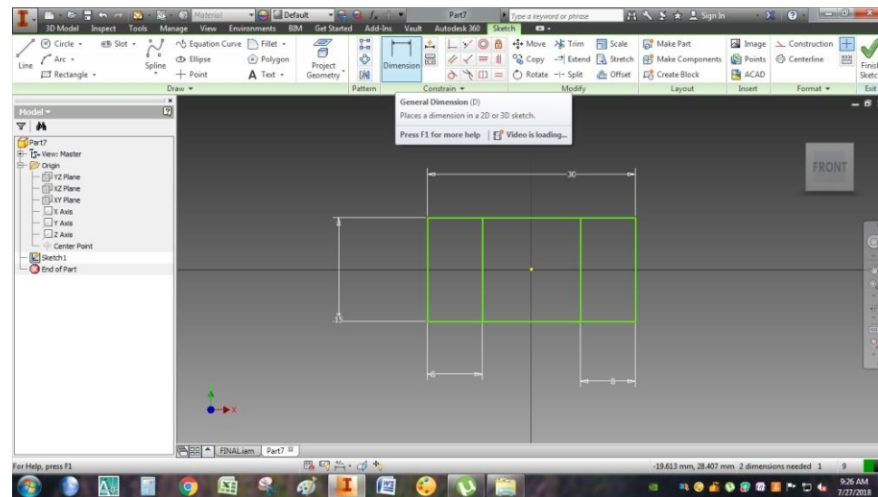 Material Default Part7 Type a keyword or phrase Sign In
3D Model Inspect Tools Manage View Environments BIM Get Started Add-Ins Vault Autodesk 360 Sketch
Line Circle Slot Spline Equation Curve Fillet Project Geometry Dimension Move Trim Scale Make Part Image Construction Finish
Arc Ellipse Polygon Copy Extend Stretch Make Components Points Centerline
Rectangle Point Text Rotate Split Offset Create Block ACAD
Draw Pattern Constrain Modify Layout Insert Format Exit
General Dimension (D)
Places a dimension in a 2D or 3D sketch.
Press F1 for more help Video is loading...
Model
Part7
View: Master
Origin
YZ Plane
XZ Plane
XY Plane
X Axis
Y Axis
Z Axis
Center Point
Sketch1
End of Part
FRONT
30
15
8
X
FINALiam Part7
For Help, press F1
-19.613 mm, 28.407 mm 2 dimensions needed 1 9
9:26 AM
7/27/2018